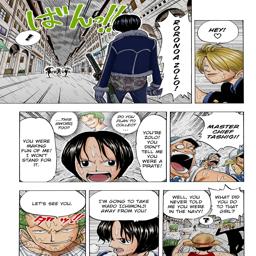 HEY!
ばんっ!!
RORONOA
ZOLO!
!
MASTER
CHIEF
TASHIGI!
YOU'RE
ZOLO?
WHY
DIDN'T
YOU TELL
ME YOU
WERE A
PIRATE!
DO YOU
PLAN TO
COLLECT
...THIS
SWORD,
TOO?
YOU WERE
MAKING
FUN OF ME!
I WON'T
STAND FOR
IT.
WHAT DID
YOU DO
TO THAT
GIRL?
WELL, YOU
NEVER TOLD
ME YOU WERE
IN THE NAVY!
I'M GOING TO
TAKE WADO
ICHIMONJI
AWAY FROM YOU!
LET'S SEE.